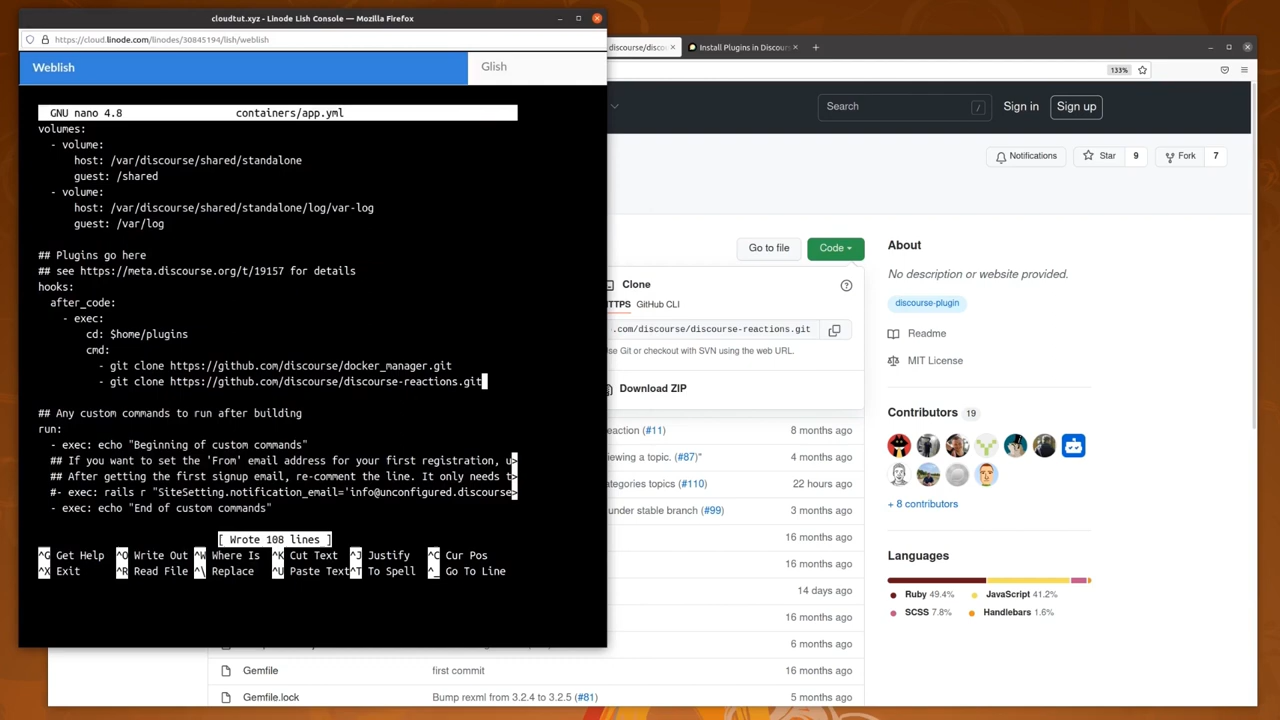 cloudtut.xyz - Linode Lish Console — Mozilla Firefox
https://cloud.linode.com/linodes/30845194/lish/weblish
Weblish
Glish
GNU nano 4.8 containers/app.yml
volumes:
- volume:
host: /var/discourse/shared/standalone
guest: /shared
- volume:
host: /var/discourse/shared/standalone/log/var-log
guest: /var/log
## Plugins go here
## see https://meta.discourse.org/t/19157 for details
hooks:
after_code:
- exec:
cd: $home/plugins
cmd:
- git clone https://github.com/discourse/docker_manager.git
- git clone https://github.com/discourse/discourse-reactions.git
## Any custom commands to run after building
run:
- exec: echo "Beginning of custom commands"
## If you want to set the 'From' email address for your first registration, u>
## After getting the first signup email, re-comment the line. It only needs t>
#- exec: rails r "SiteSetting.notification_email='info@unconfigured.discourse>
- exec: echo "End of custom commands"
[ Wrote 108 lines ]
^G Get Help ^O Write Out ^W Where Is ^K Cut Text ^J Justify ^C Cur Pos
^X Exit ^R Read File ^\ Replace ^U Paste Text ^T To Spell ^_ Go To Line
discourse/disco
Install Plugins in Discour
133%
Search /
Sign in
Sign up
Notifications
Star 9
Fork 7
Go to file
Code
Clone
TTPS GitHub CLI
.com/discourse/discourse-reactions.git
se Git or checkout with SVN using the web URL.
Download ZIP
eaction (#11) 8 months ago
iewing a topic. (#87)" 4 months ago
ategories topics (#110) 22 hours ago
under stable branch (#99) 3 months ago
16 months ago
16 months ago
14 days ago
16 months ago
6 months ago
Gemfile first commit 16 months ago
Gemfile.lock Bump rexml from 3.2.4 to 3.2.5 (#81) 5 months ago
About
No description or website provided.
discourse-plugin
Readme
MIT License
Contributors 19
+ 8 contributors
Languages
Ruby 49.4% JavaScript 41.2%
SCSS 7.8% Handlebars 1.6%